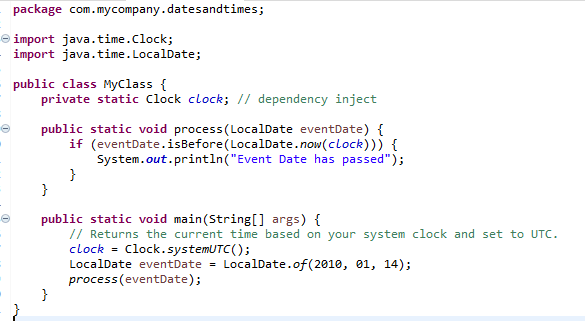 package com.mycompany.datesandtimes;
import java.time.Clock;
import java.time.LocalDate;
public class MyClass {
private static Clock clock; // dependency inject
public static void process(LocalDate eventDate) {
if (eventDate.isBefore(LocalDate.now(clock))) {
System.out.println("Event Date has passed");
}
}
public static void main(String[] args) {
// Returns the current time based on your system clock and set to UTC.
clock = Clock.systemUTC();
LocalDate eventDate = LocalDate.of(2010, 01, 14);
process(eventDate);
}
}